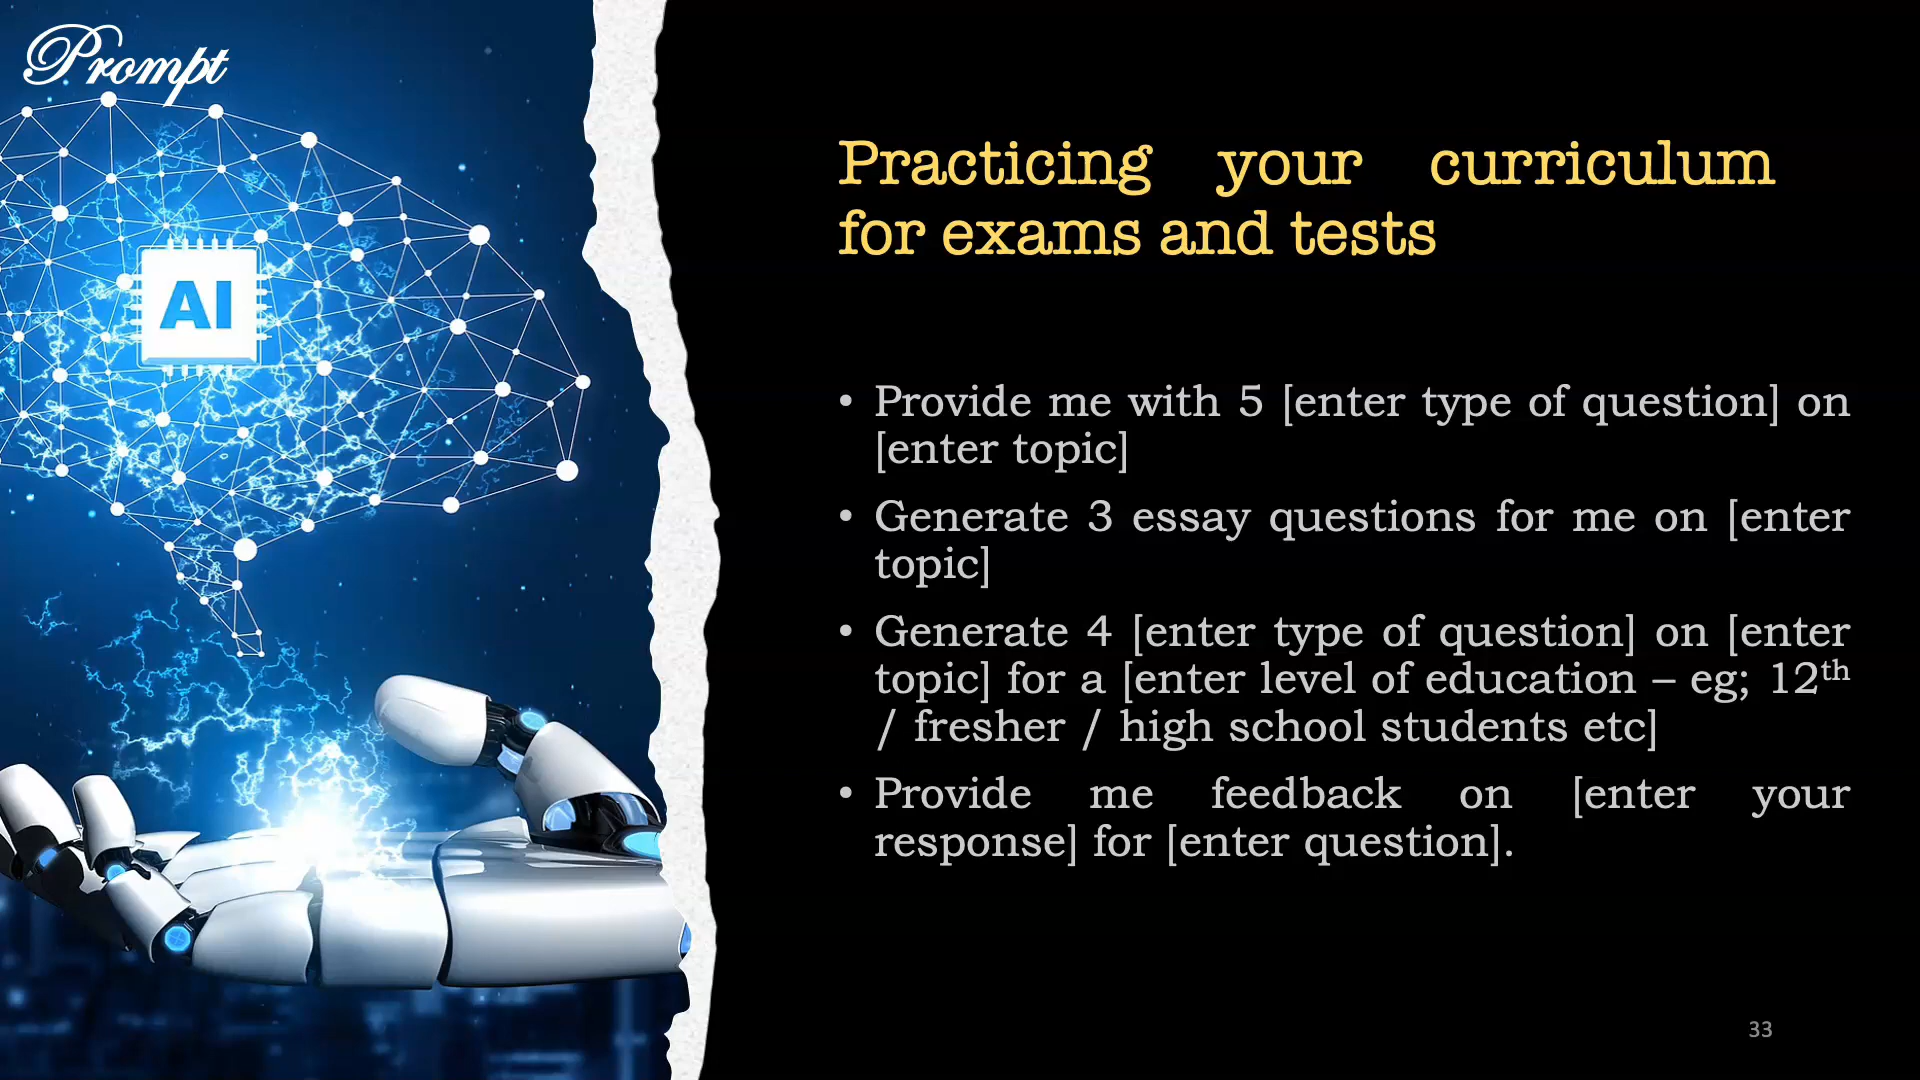 Prompt
AI
Practicing your curriculum
for exams and tests
• Provide me with 5 [enter type of question] on
[enter topic]
• Generate 3 essay questions for me on [enter
topic]
• Generate 4 [enter type of question] on [enter
topic] for a [enter level of education – eg; 12th
/ fresher / high school students etc]
• Provide me feedback on [enter your
response] for [enter question].
33